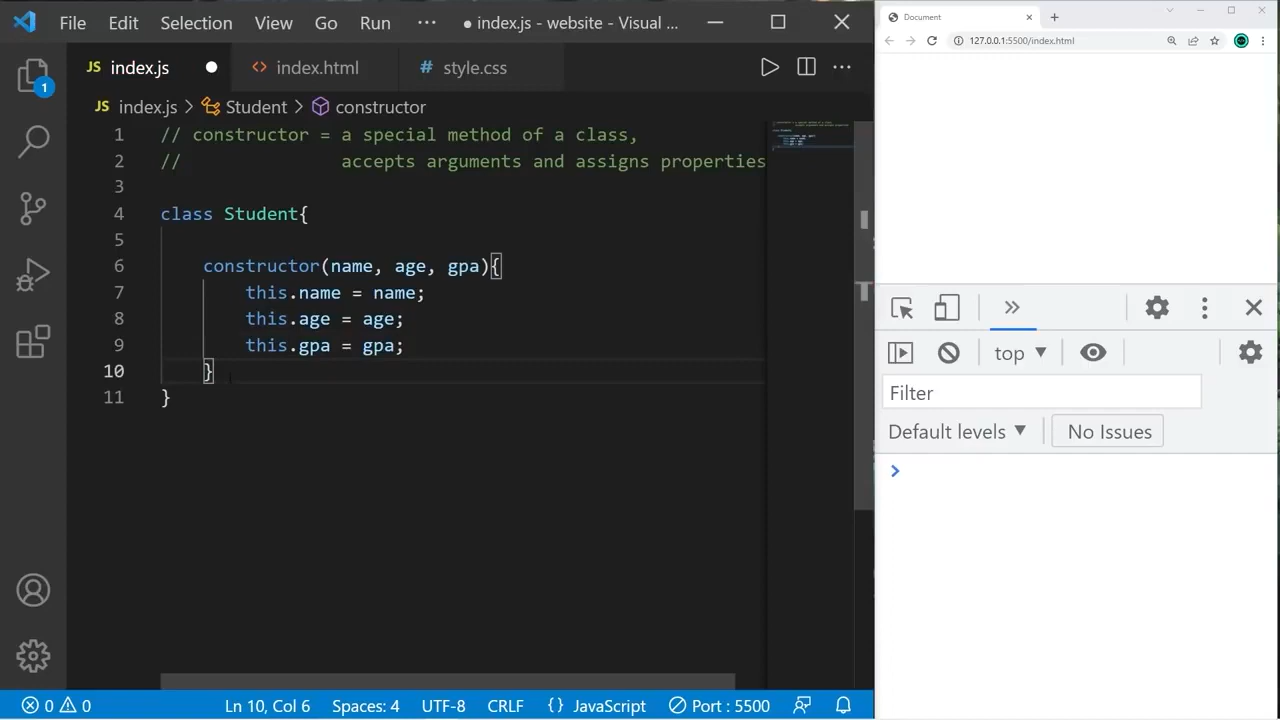 File Edit Selection View Go Run ··· ● index.js - website - Visual ...
JS index.js ● <> index.html # style.css
JS index.js > Student > constructor
1 // constructor = a special method of a class,
2 // accepts arguments and assigns properties
3
4 class Student{
5
6 constructor(name, age, gpa){
7 this.name = name;
8 this.age = age;
9 this.gpa = gpa;
10 }
11 }
1
0 0 Ln 10, Col 6 Spaces: 4 UTF-8 CRLF {} JavaScript Port : 5500
Document
127.0.0.1:5500/index.html
top
Filter
Default levels No Issues